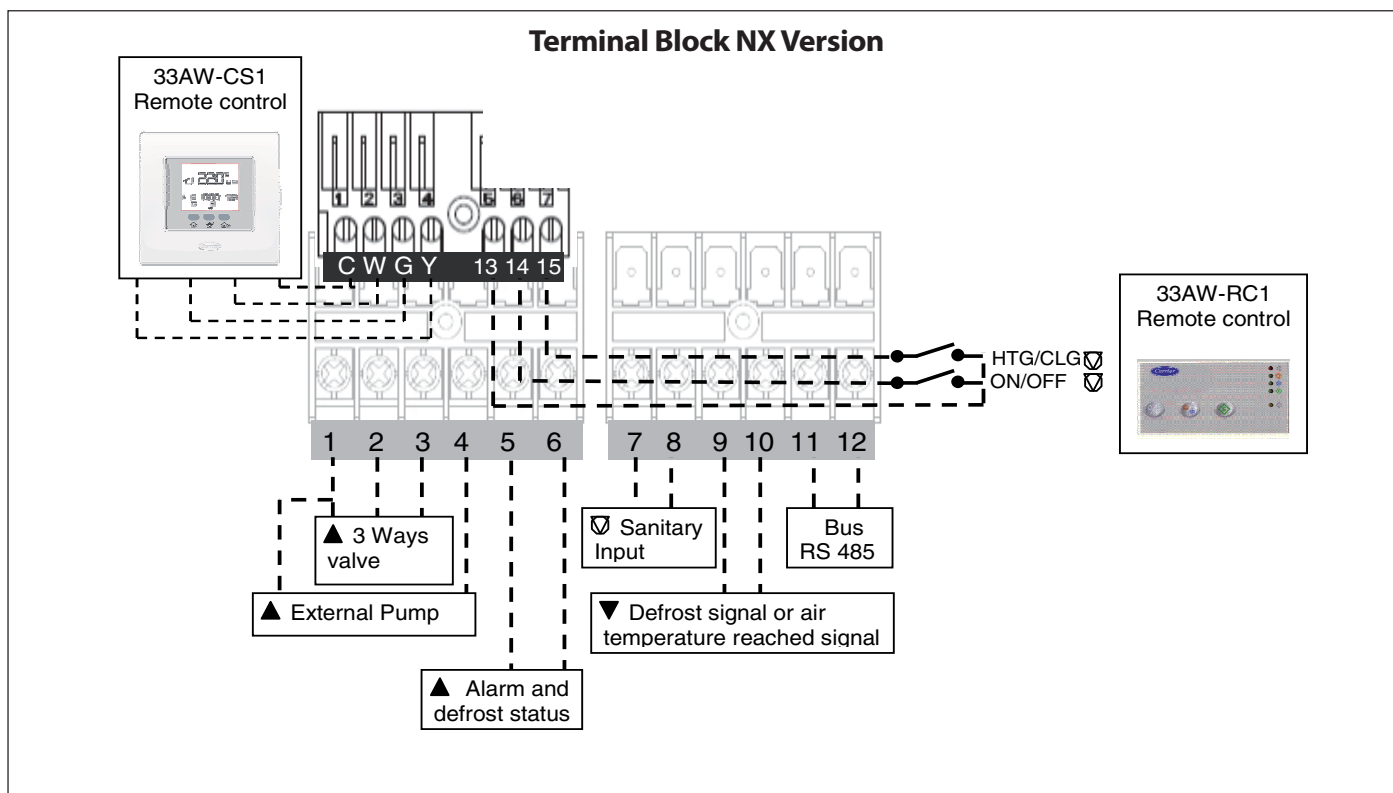 Terminal Block NX Version
33AW-CS1
Remote control
1 2 3 4 5 6 7
C W G Y 13 14 15
33AW-RC1
Remote control
Carrier
HTG/CLG
ON/OFF
1 2 3 4 5 6 7 8 9 10 11 12
▲ 3 Ways
valve
▲ External Pump
▲ Alarm and
defrost status
Sanitary
Input
▼ Defrost signal or air
temperature reached signal
Bus
RS 485